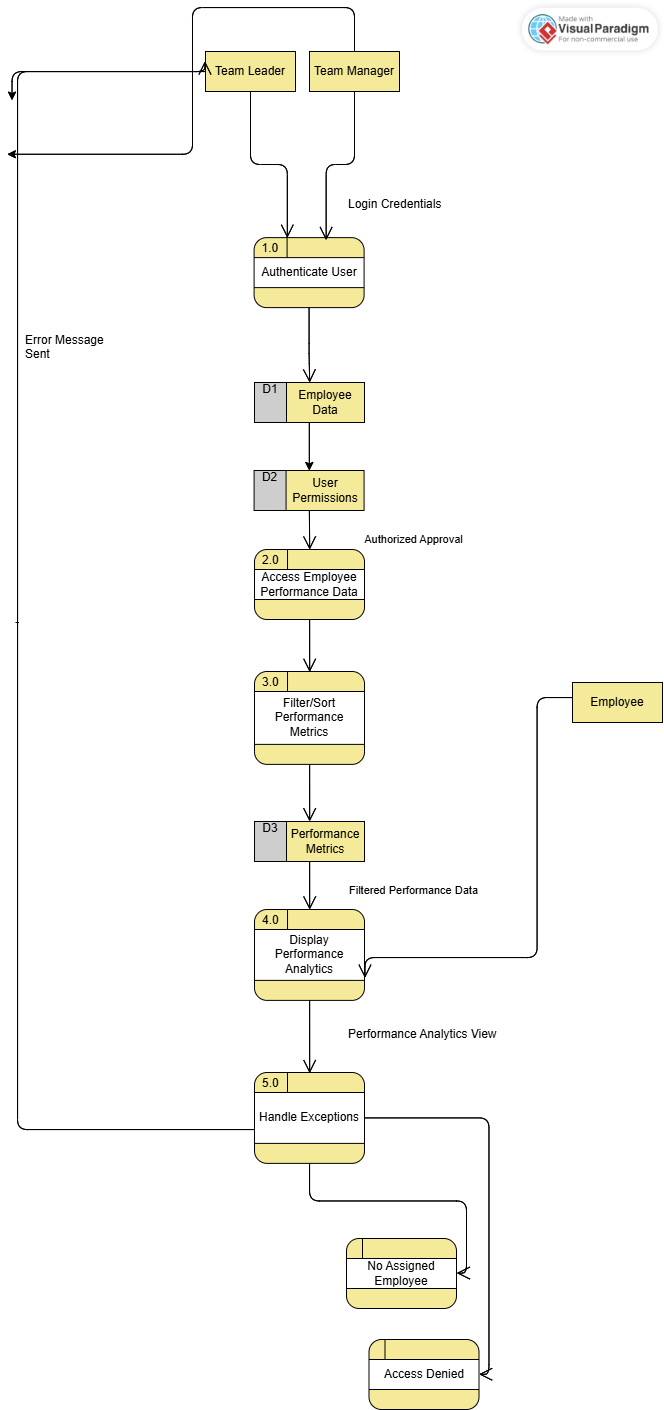 Made with
VisualParadigm
For non-commercial use
Team Leader
Team Manager
Login Credentials
1.0
Authenticate User
Error Message
Sent
D1
Employee
Data
D2
User
Permissions
Authorized Approval
2.0
Access Employee
Performance Data
3.0
Filter/Sort
Performance
Metrics
Employee
D3
Performance
Metrics
Filtered Performance Data
4.0
Display
Performance
Analytics
Performance Analytics View
5.0
Handle Exceptions
No Assigned
Employee
Access Denied